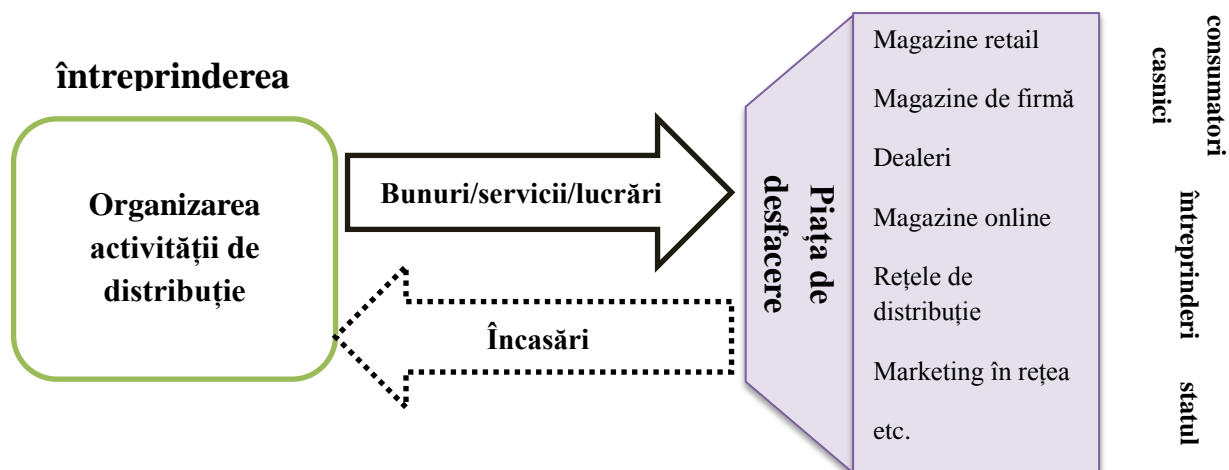 întreprinderea
Organizarea
activității de
distribuție
Bunuri/servicii/lucrări
Încasări
Piața de
desfacere
Magazine retail
Magazine de firmă
Dealeri
Magazine online
Rețele de
distribuție
Marketing în rețea
etc.
consumatori
casnici
întreprinderi
statul